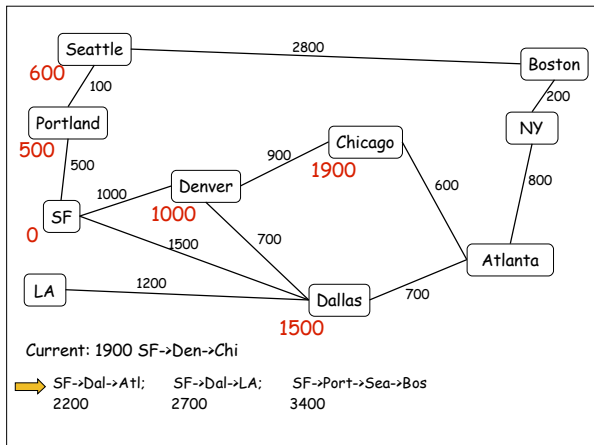 Seattle
2800
Boston
600
100
200
Portland
NY
500
Chicago
500
900
1900
Denver
800
1000
600
SF
1000
0
1500
700
Atlanta
LA
1200
700
Dallas
1500
Current: 1900 SF->Den->Chi
SF->Dal->Atl; SF->Dal->LA; SF->Port->Sea->Bos
2200 2700 3400